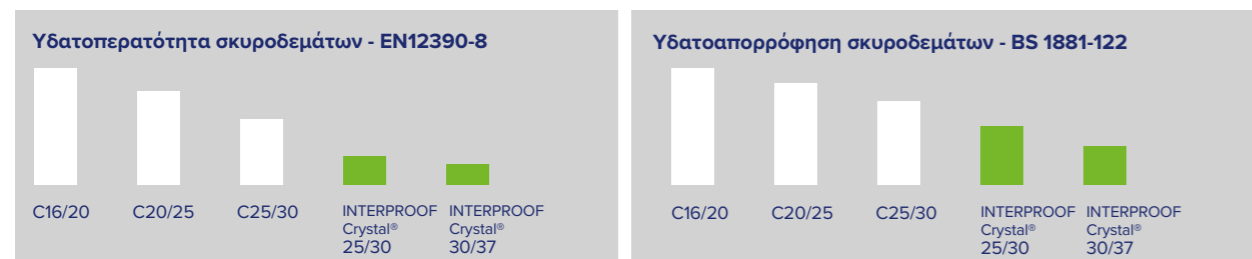 Υδατοπερατότητα σκυροδεμάτων - EN12390-8
C16/20
C20/25
C25/30
INTERPROOF
Crystal®
25/30
INTERPROOF
Crystal®
30/37
Υδατοαπορρόφηση σκυροδεμάτων - BS 1881-122
C16/20
C20/25
C25/30
INTERPROOF
Crystal®
25/30
INTERPROOF
Crystal®
30/37